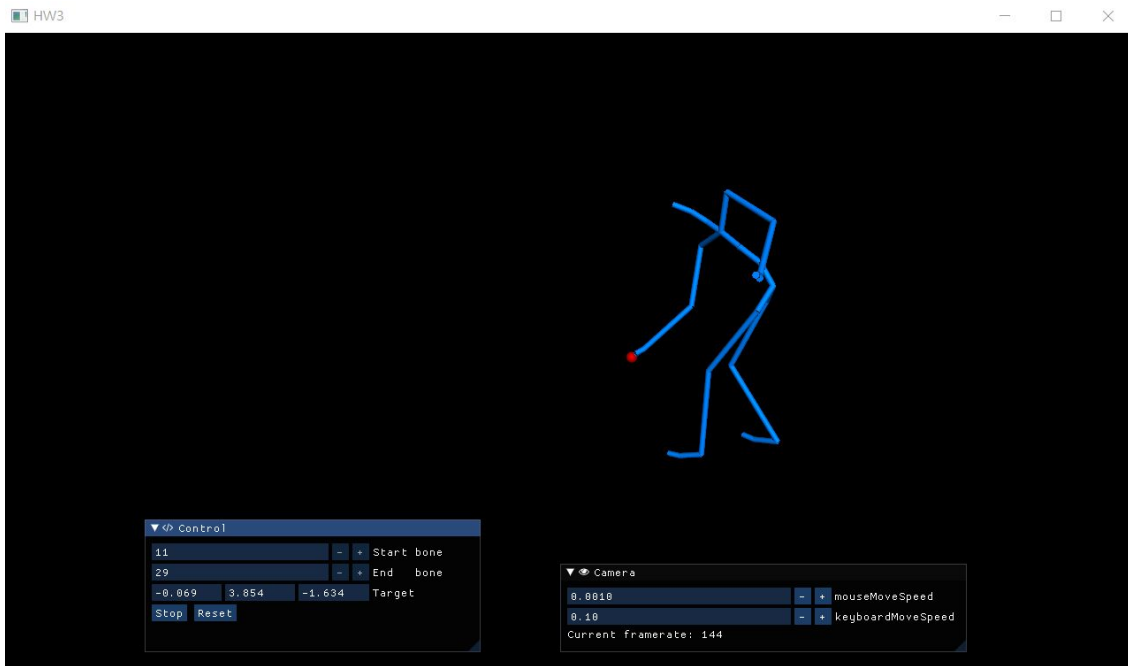 HW3
Control
11 - + Start bone
29 - + End bone
-0.069 3.854 -1.634 Target
Stop Reset
Camera
0.0010 - + mouseMoveSpeed
0.10 - + keyboardMoveSpeed
Current framerate: 144